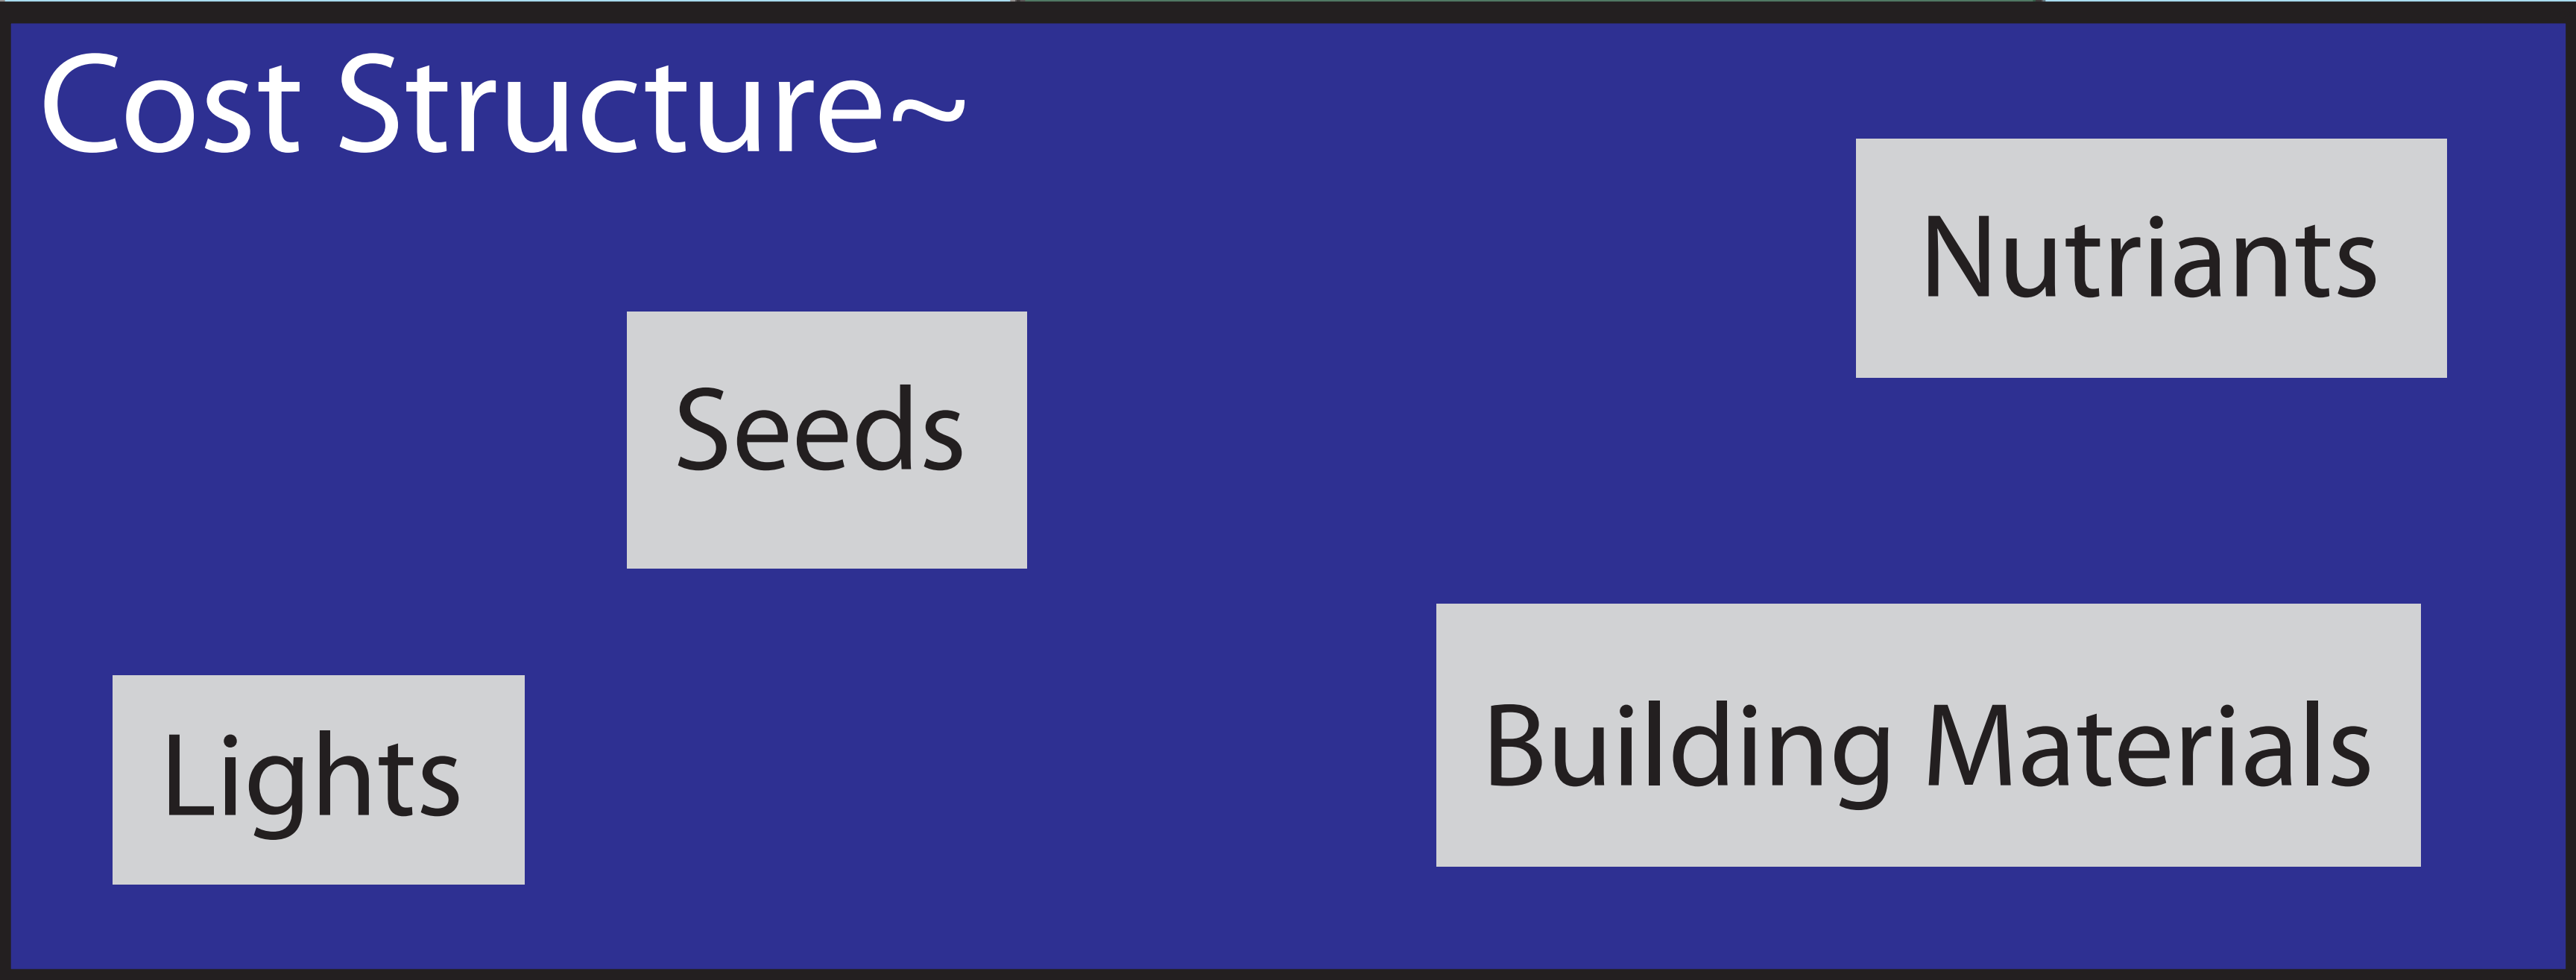 Cost Structure~
Nutriants
Seeds
Building Materials
Lights